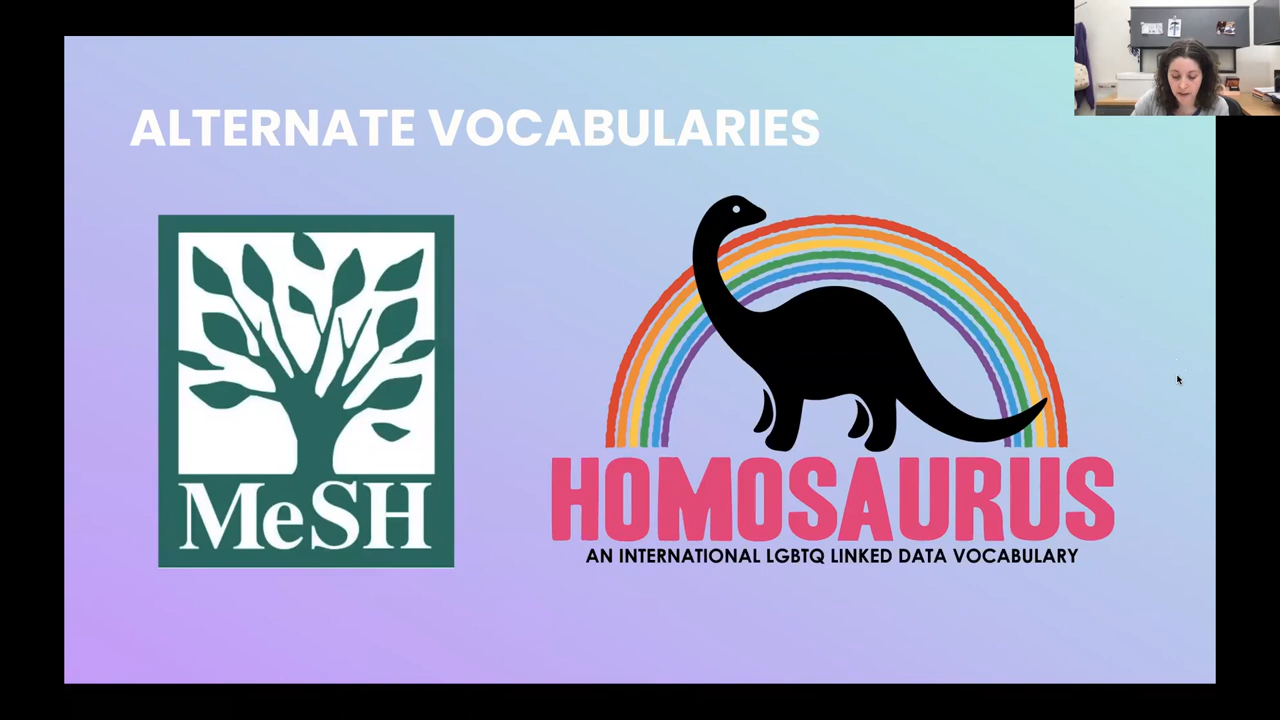 ALTERNATE VOCABULARIES
MeSH
HOMOSAURUS
AN INTERNATIONAL LGBTQ LINKED DATA VOCABULARY